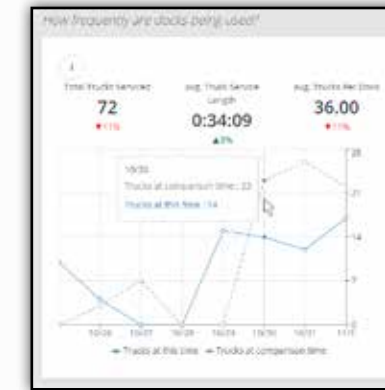 How frequently are docks being used?
i
Total Trucks Serviced
72
▼11%
Avg. Truck Service Length
0:34:09
▲3%
Avg. Trucks Per Dock
36.00
▼11%
28
21
14
7
10/30
Trucks at comparison time : 23
Trucks at this time : 14
10/26 10/27 10/28 10/29 10/30 10/31 11/1
Trucks at this time Trucks at comparison time